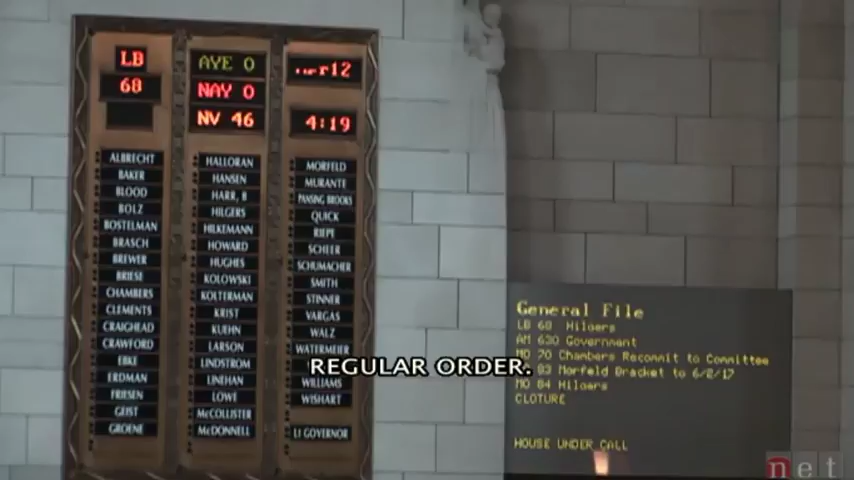 LB
68
AYE 0
NAY 0
NV 46
4:19
ALBRECHT
BAKER
BLOOD
BOLZ
BOSTELMAN
BRASCH
BREWER
BRIESE
CHAMBERS
CLEMENTS
CRAIGHEAD
CRAWFORD
EBKE
ERDMAN
FRIESEN
GEIST
GROENE
HALLORAN
HANSEN
HARR, B
HILGERS
HILKEMANN
HOWARD
HUGHES
KOLOWSKI
KOLTERMAN
KRIST
KUEHN
LARSON
LINDSTROM
LINEHAN
LOWE
McCOLLISTER
McDONNELL
MORFELD
MURANTE
PANSING BROOKS
QUICK
RIEPE
SCHEER
SCHUMACHER
SMITH
STINNER
VARGAS
WALZ
WATERMEIER
WILLIAMS
WISHART
LT GOVERNOR
REGULAR ORDER.
General File
LB 68 Hilgers
AM 630 Government
MO 70 Chambers Recommit to Committee
83 Morfeld Bracket to 6/2/17
MO 84 Hilgers
CLOTURE
HOUSE UNDER CALL
net